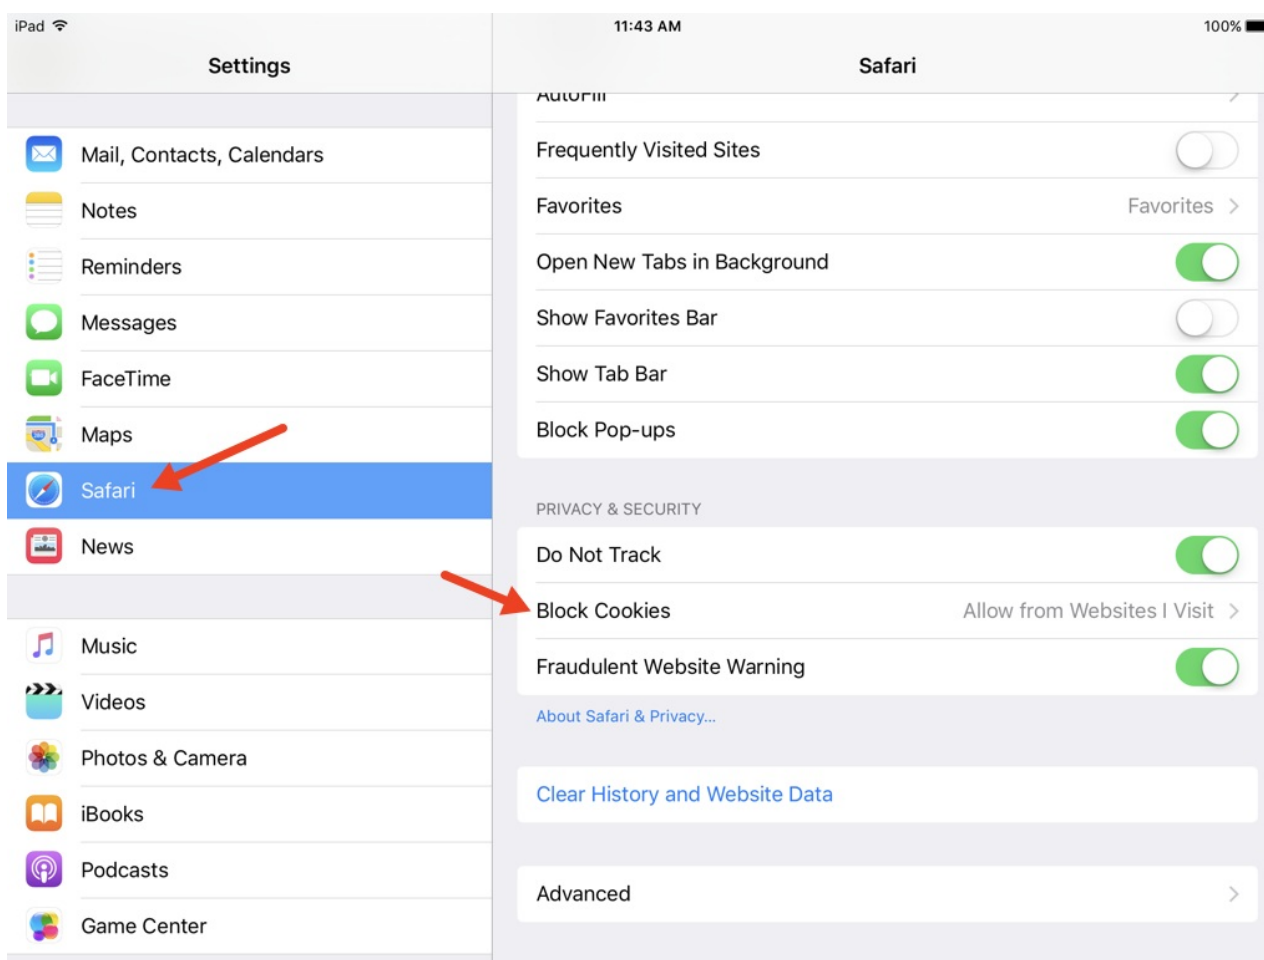 iPad
11:43 AM
100%
Settings
Safari
Mail, Contacts, Calendars
Notes
Reminders
Messages
FaceTime
Maps
Safari
News
Music
Videos
Photos & Camera
iBooks
Podcasts
Game Center
AutoFill
Frequently Visited Sites
Favorites Favorites
Open New Tabs in Background
Show Favorites Bar
Show Tab Bar
Block Pop-ups
PRIVACY & SECURITY
Do Not Track
Block Cookies Allow from Websites I Visit
Fraudulent Website Warning
About Safari & Privacy...
Clear History and Website Data
Advanced